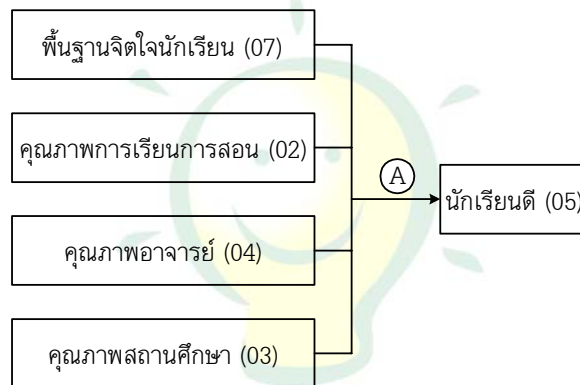 พื้นฐานจิตใจนักเรียน (07)
คุณภาพการเรียนการสอน (02)
A
นักเรียนดี (05)
คุณภาพอาจารย์ (04)
คุณภาพสถานศึกษา (03)